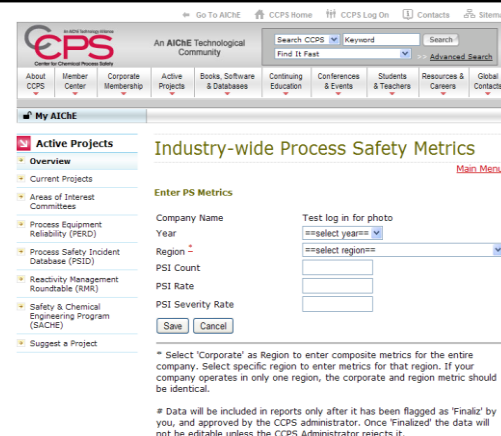 Go To AIChE CCPS Home CCPS Log On Contacts Sitem
An AIChE Technology Alliance
CCPS
Center for Chemical Process Safety
An AIChE Technological
Community
Search CCPS Keyword Search
Find It Fast >> Advanced Search
About CCPS
Member Center
Corporate Membership
Active Projects
Books, Software & Databases
Continuing Education
Conferences & Events
Students & Teachers
Resources & Careers
Global Contacts
My AIChE
Active Projects
Overview
Current Projects
Areas of Interest
Committees
Process Equipment
Reliability (PERD)
Process Safety Incident
Database (PSID)
Reactivity Management
Roundtable (RMR)
Safety & Chemical
Engineering Program
(SACHE)
Suggest a Project
Industry-wide Process Safety Metrics
Main Menu
Enter PS Metrics
Company Name Test log in for photo
Year ==select year==
Region * ==select region==
PSI Count
PSI Rate
PSI Severity Rate
Save Cancel
* Select 'Corporate' as Region to enter composite metrics for the entire
company. Select specific region to enter metrics for that region. If your
company operates in only one region, the corporate and region metric should
be identical.
# Data will be included in reports only after it has been flagged as 'Finaliz' by
you, and approved by the CCPS administrator. Once 'Finalized' the data will
not be editable unless the CCPS Administrator rejects it.